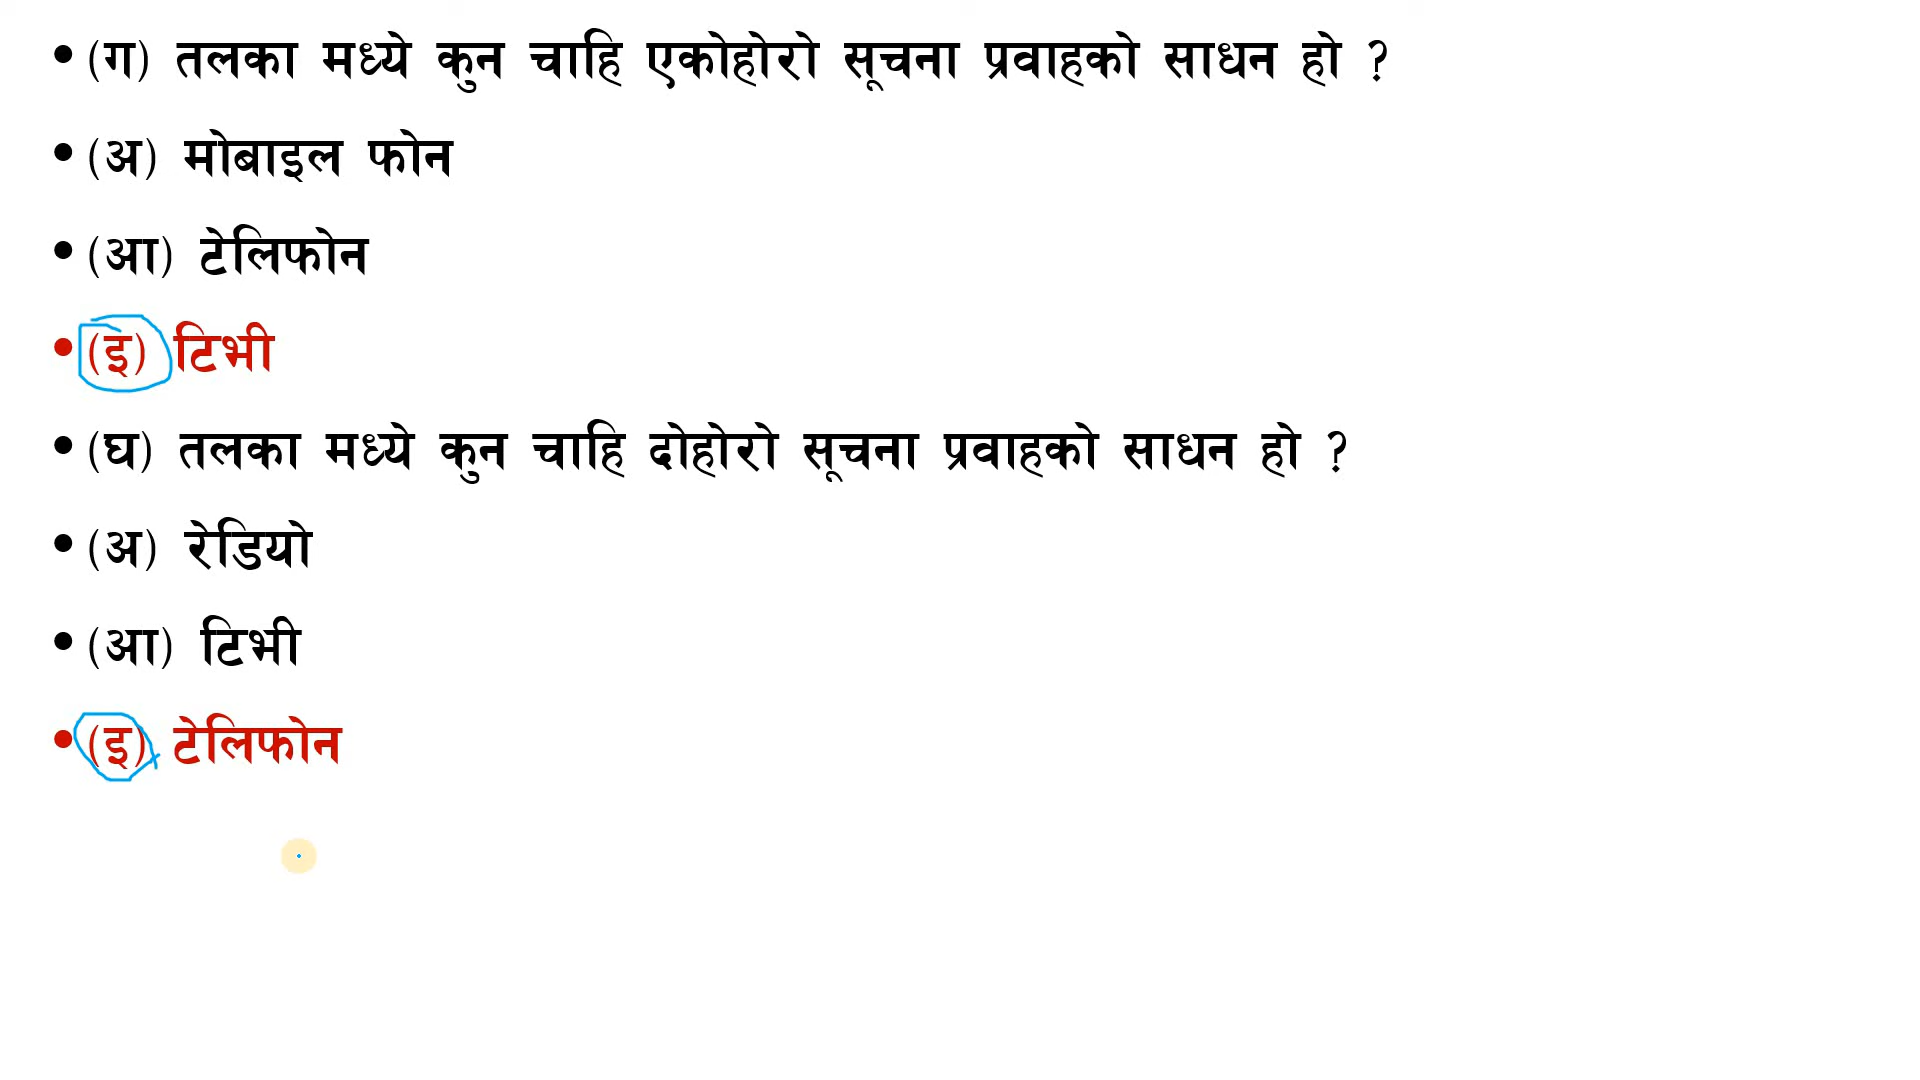 • (ग) तलका मध्ये कुन चाहि एकोहोरो सूचना प्रवाहको साधन हो ?
• (अ) मोबाइल फोन
• (आ) टेलिफोन
• (इ) टिभी
• (घ) तलका मध्ये कुन चाहि दोहोरो सूचना प्रवाहको साधन हो ?
• (अ) रेडियो
• (आ) टिभी
• (इ) टेलिफोन